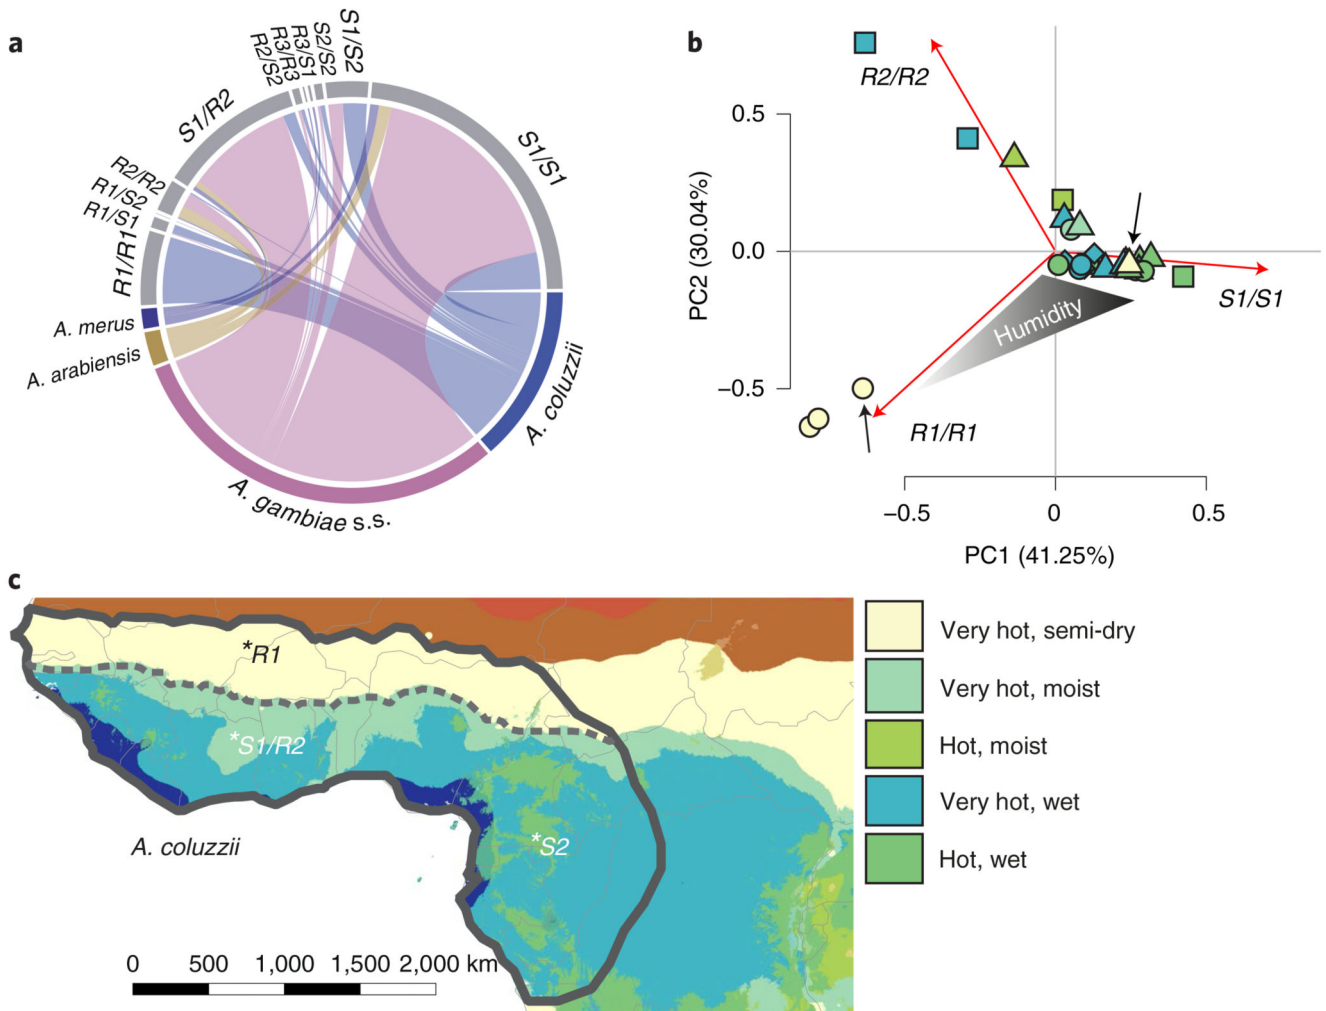 a
R2/S2
R3/R3
R3/S1
S2/S2
S1/S2
S1/R2
S1/S1
R2/R2
R1/S2
R1/S1
R1/R1
A. merus
A. arabiensis
A. gambiae s.s.
A. coluzzii
b
R2/R2
0.5
0.0
−0.5
PC2 (30.04%)
S1/S1
Humidity
R1/R1
−0.5
0
0.5
PC1 (41.25%)
c
*R1
*S1/R2
*S2
A. coluzzii
0
500
1,000
1,500
2,000 km
Very hot, semi-dry
Very hot, moist
Hot, moist
Very hot, wet
Hot, wet